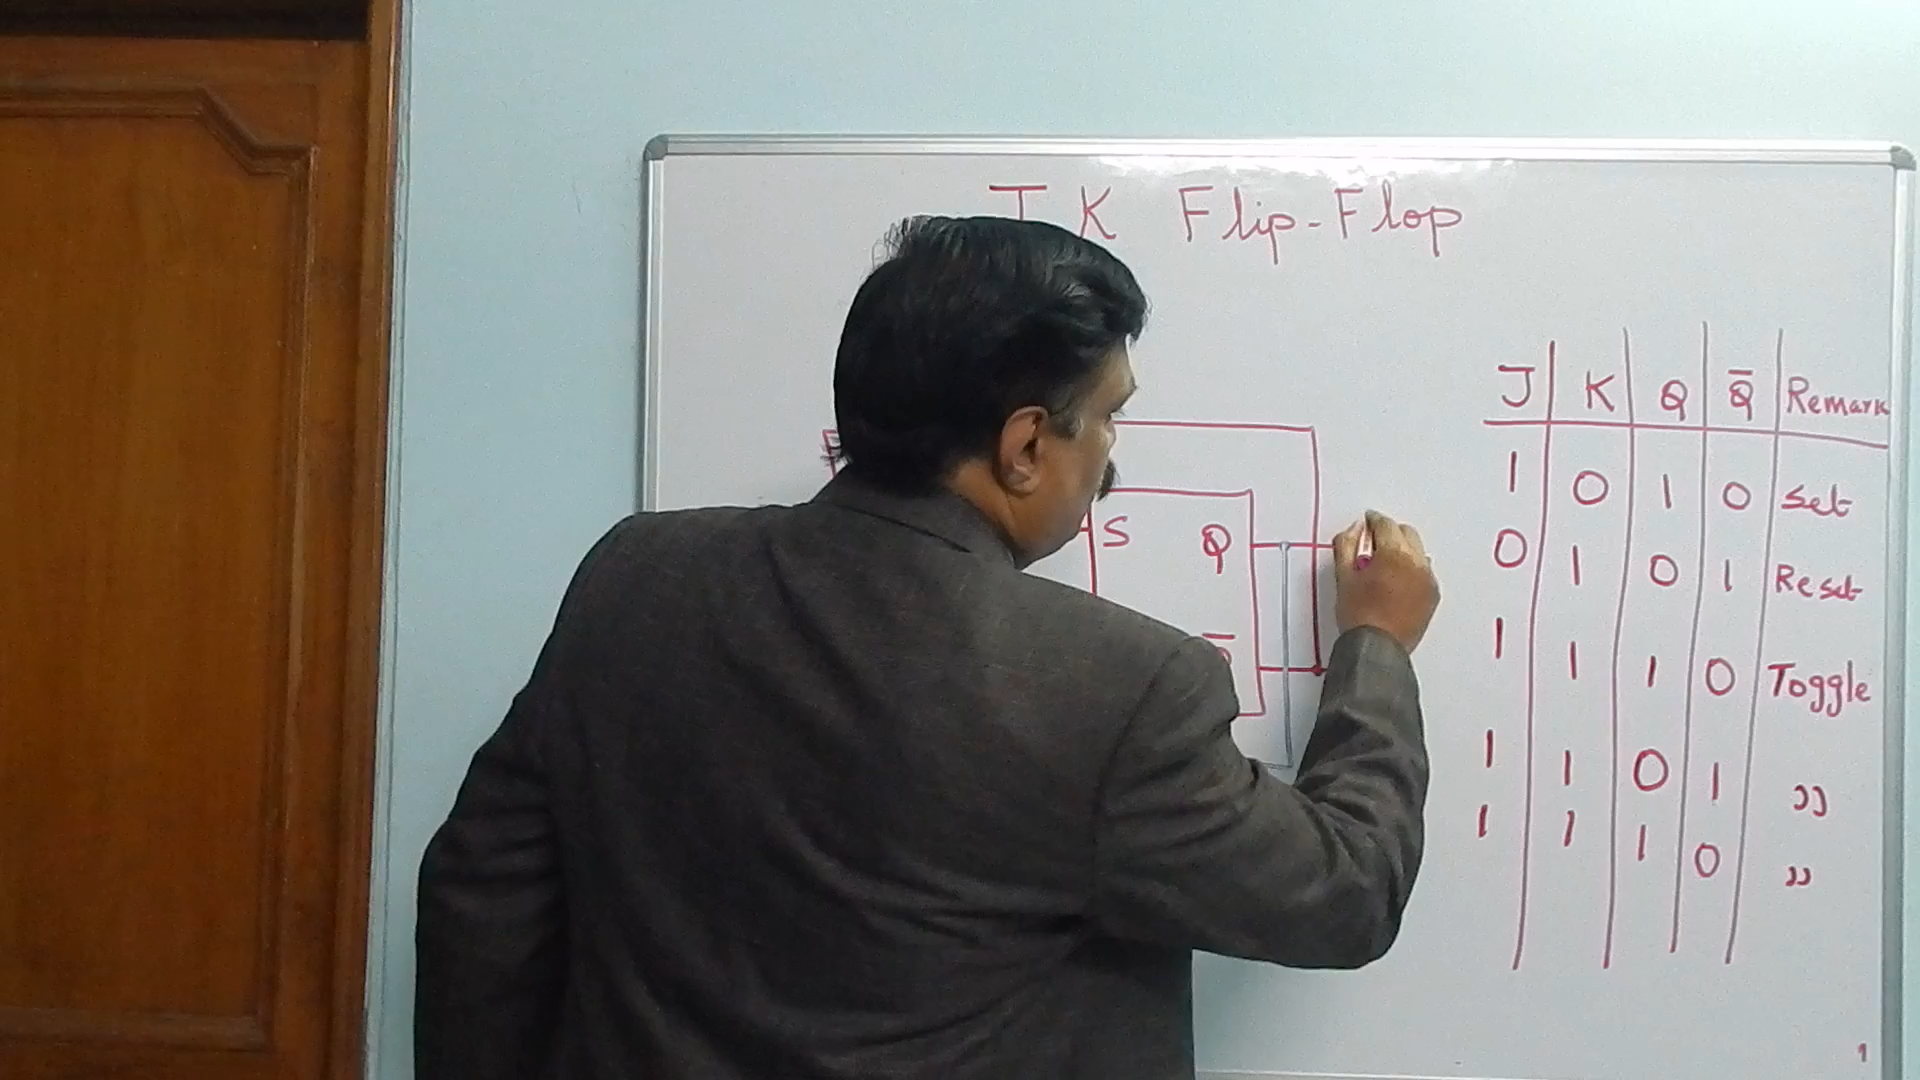 J K Flip-Flop
J K Q Q̅ Remark
1 0 1 0 Set
0 1 0 1 Reset
1 1 1 0 Toggle
1 1 0 1 ,,
1 1 1 0 ,,
S Q
1